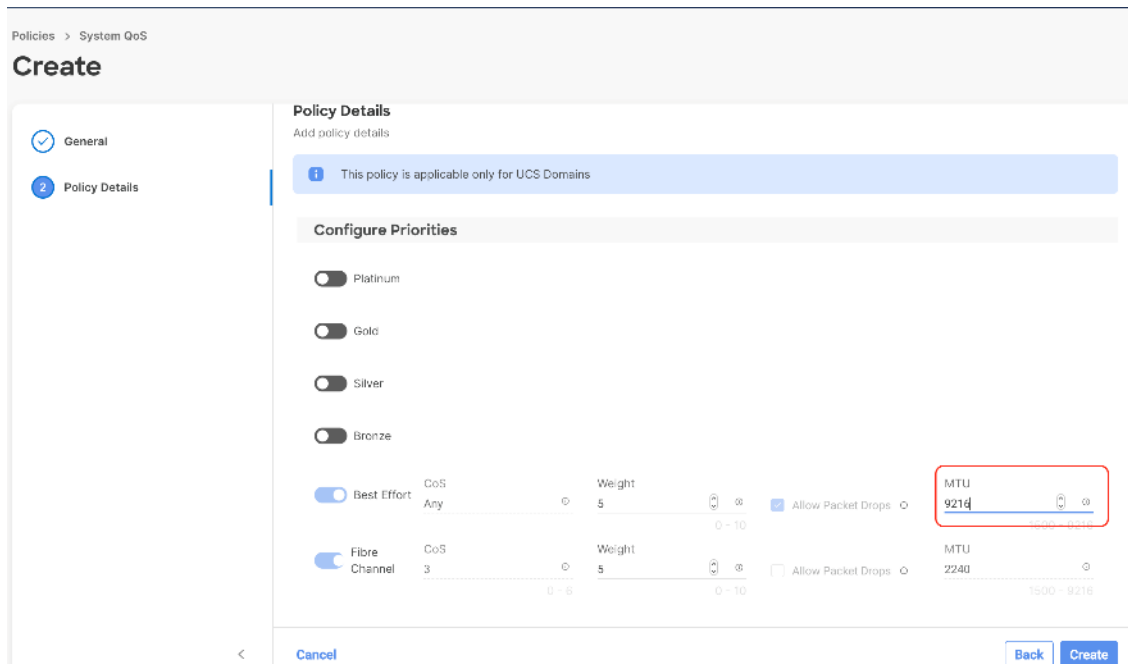 Policies > System QoS
Create
General
2 Policy Details
Policy Details
Add policy details
This policy is applicable only for UCS Domains
Configure Priorities
Platinum
Gold
Silver
Bronze
Best Effort
CoS
Any
Weight
5
0 - 10
Allow Packet Drops
MTU
9216
1500 - 9216
Fibre
Channel
CoS
3
0 - 6
Weight
5
0 - 10
Allow Packet Drops
MTU
2240
1500 - 9216
<
Cancel
Back
Create